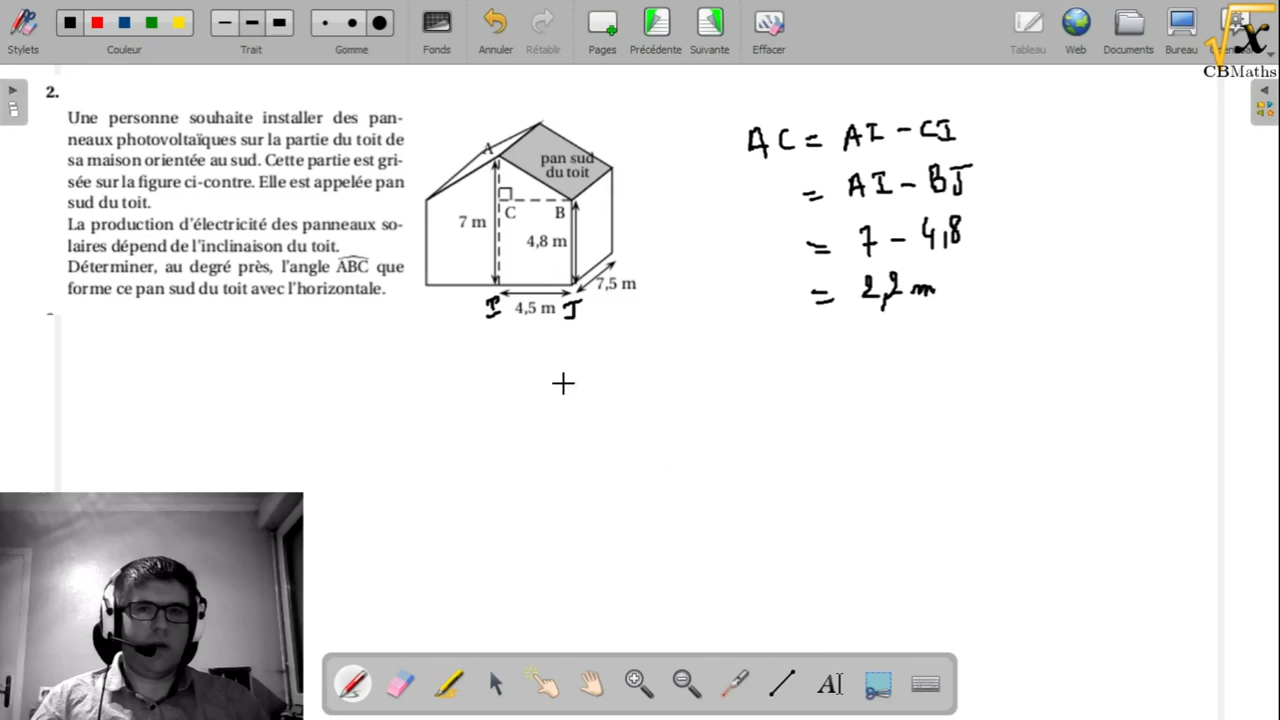 Stylets
Couleur
Trait
Gomme
Fonds
Annuler
Rétablir
Pages
Précédente
Suivante
Effacer
Tableau
Web
Documents
Bureau
CBMaths
2.
Une personne souhaite installer des pan-
neaux photovoltaïques sur la partie du toit de
sa maison orientée au sud. Cette partie est gri-
sée sur la figure ci-contre. Elle est appelée pan
sud du toit.
La production d'électricité des panneaux so-
laires dépend de l'inclinaison du toit.
Déterminer, au degré près, l'angle \widehat{ABC} que
forme ce pan sud du toit avec l'horizontale.
A
pan sud
du toit
C
B
7 m
4,8 m
7,5 m
I
4,5 m
J
AC = AI - CI
= AI - BJ
= 7 - 4,8
= 2,2 m